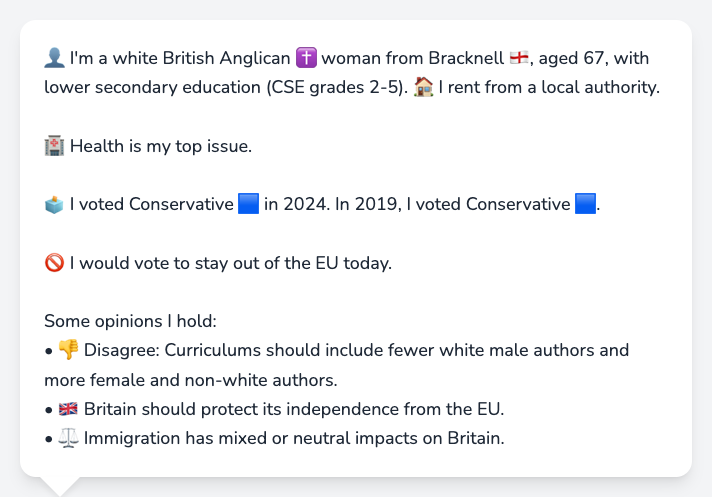 👤 I'm a white British Anglican ✝️ woman from Bracknell 🏴󠁧󠁢󠁥󠁮󠁧󠁿, aged 67, with
lower secondary education (CSE grades 2-5). 🏠 I rent from a local authority.
🏥 Health is my top issue.
🗳️ I voted Conservative 🟦 in 2024. In 2019, I voted Conservative 🟦.
🚫 I would vote to stay out of the EU today.
Some opinions I hold:
• 👎 Disagree: Curriculums should include fewer white male authors and
more female and non-white authors.
• 🇬🇧 Britain should protect its independence from the EU.
• ⚖️ Immigration has mixed or neutral impacts on Britain.